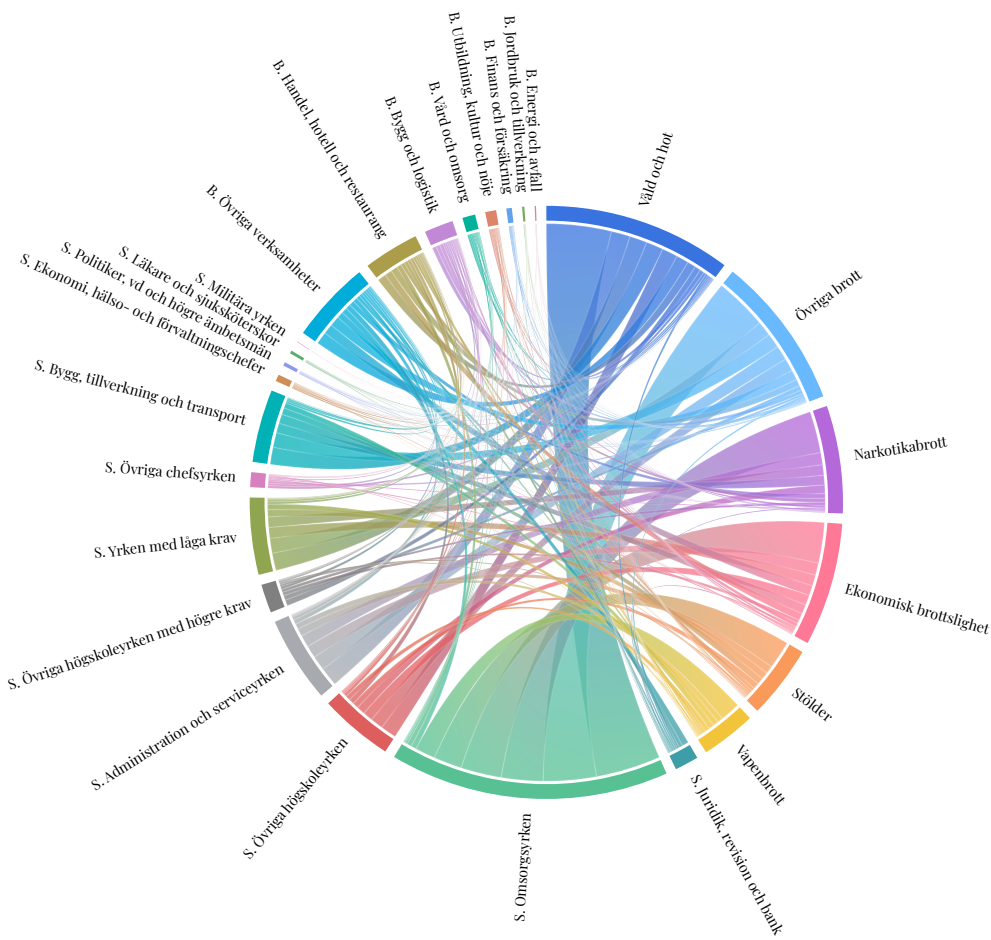 Våld och hot
Övriga brott
Narkotikabrott
Ekonomisk brottslighet
Stölder
Vapenbrott
S. Juridik, revision och bank
S. Omsorgsyrken
S. Övriga högskoleyrken
S. Administration och serviceyrken
S. Övriga högskoleyrken med högre krav
S. Yrken med låga krav
S. Övriga chefsyrken
S. Bygg, tillverkning och transport
S. Ekonomi, hälso- och förvaltningschefer
S. Politiker, vd och högre ämbetsmän
S. Läkare och sjuksköterskor
S. Militära yrken
B. Övriga verksamheter
B. Handel, hotell och restaurang
B. Bygg och logistik
B. Vård och omsorg
B. Utbildning, kultur och nöje
B. Finans och försäkring
B. Jordbruk och tillverkning
B. Energi och avfall